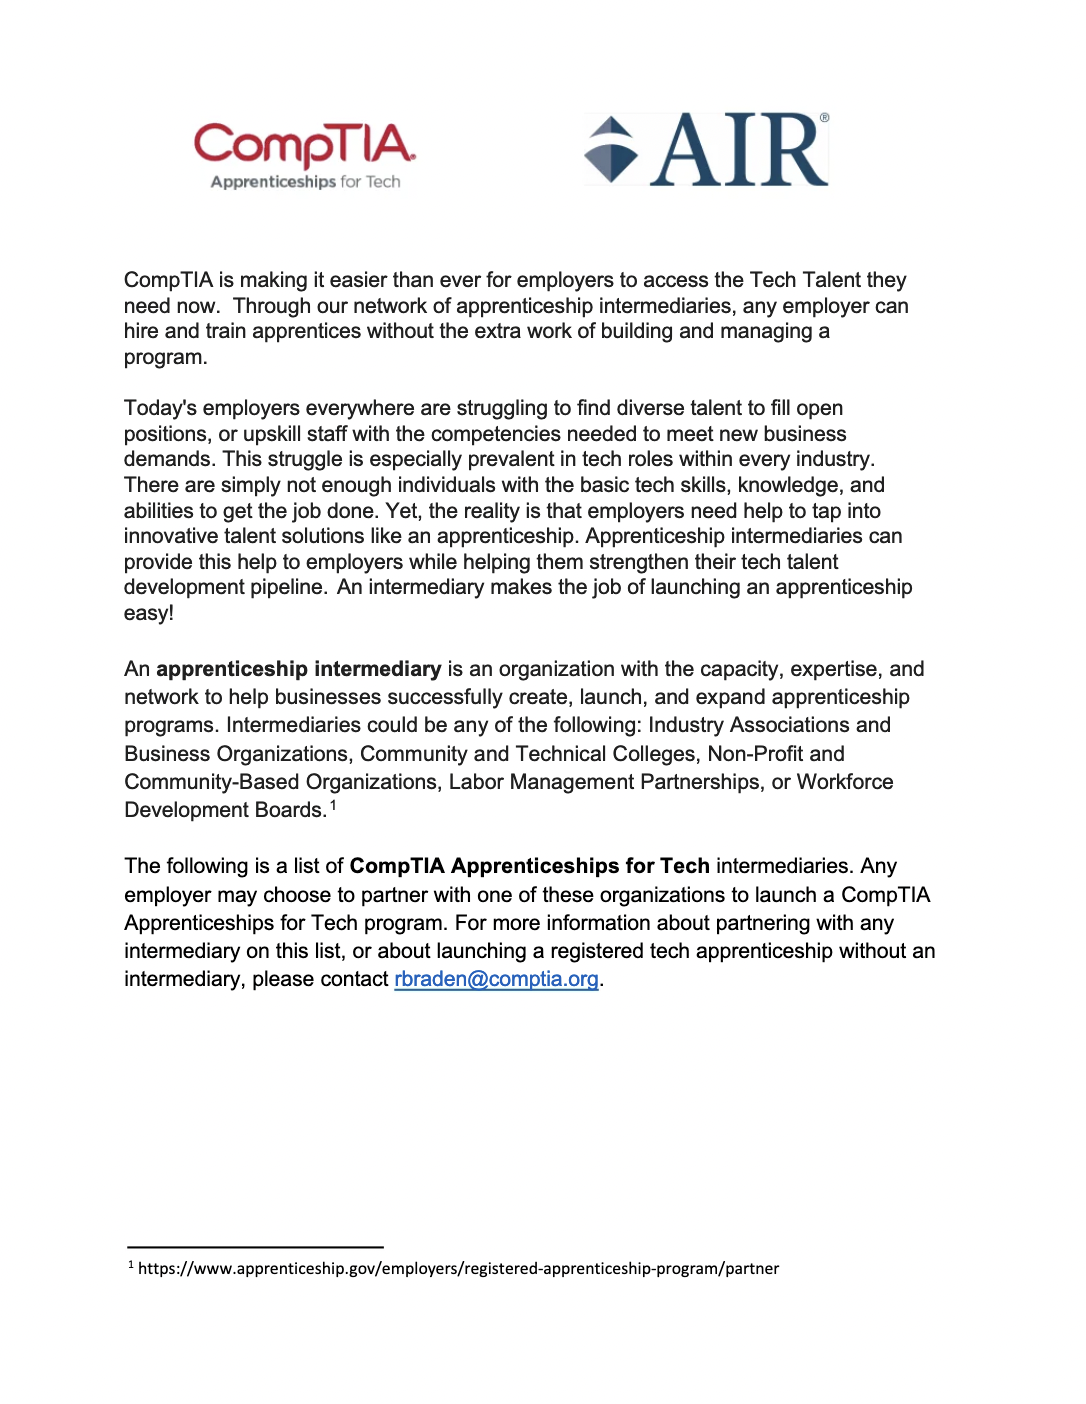 CompTIA®
Apprenticeships for Tech
AIR®
CompTIA is making it easier than ever for employers to access the Tech Talent they
need now.  Through our network of apprenticeship intermediaries, any employer can
hire and train apprentices without the extra work of building and managing a
program.
Today's employers everywhere are struggling to find diverse talent to fill open
positions, or upskill staff with the competencies needed to meet new business
demands. This struggle is especially prevalent in tech roles within every industry.
There are simply not enough individuals with the basic tech skills, knowledge, and
abilities to get the job done. Yet, the reality is that employers need help to tap into
innovative talent solutions like an apprenticeship. Apprenticeship intermediaries can
provide this help to employers while helping them strengthen their tech talent
development pipeline.  An intermediary makes the job of launching an apprenticeship
easy!
An apprenticeship intermediary is an organization with the capacity, expertise, and
network to help businesses successfully create, launch, and expand apprenticeship
programs. Intermediaries could be any of the following: Industry Associations and
Business Organizations, Community and Technical Colleges, Non-Profit and
Community-Based Organizations, Labor Management Partnerships, or Workforce
Development Boards.¹
The following is a list of CompTIA Apprenticeships for Tech intermediaries. Any
employer may choose to partner with one of these organizations to launch a CompTIA
Apprenticeships for Tech program. For more information about partnering with any
intermediary on this list, or about launching a registered tech apprenticeship without an
intermediary, please contact rbraden@comptia.org.
¹ https://www.apprenticeship.gov/employers/registered-apprenticeship-program/partner